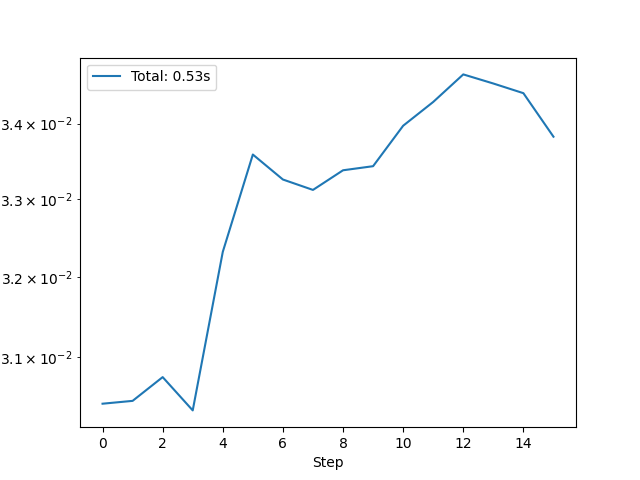 Total: 0.53s
3.4 × 10⁻²
3.3 × 10⁻²
3.2 × 10⁻²
3.1 × 10⁻²
0 2 4 6 8 10 12 14
Step